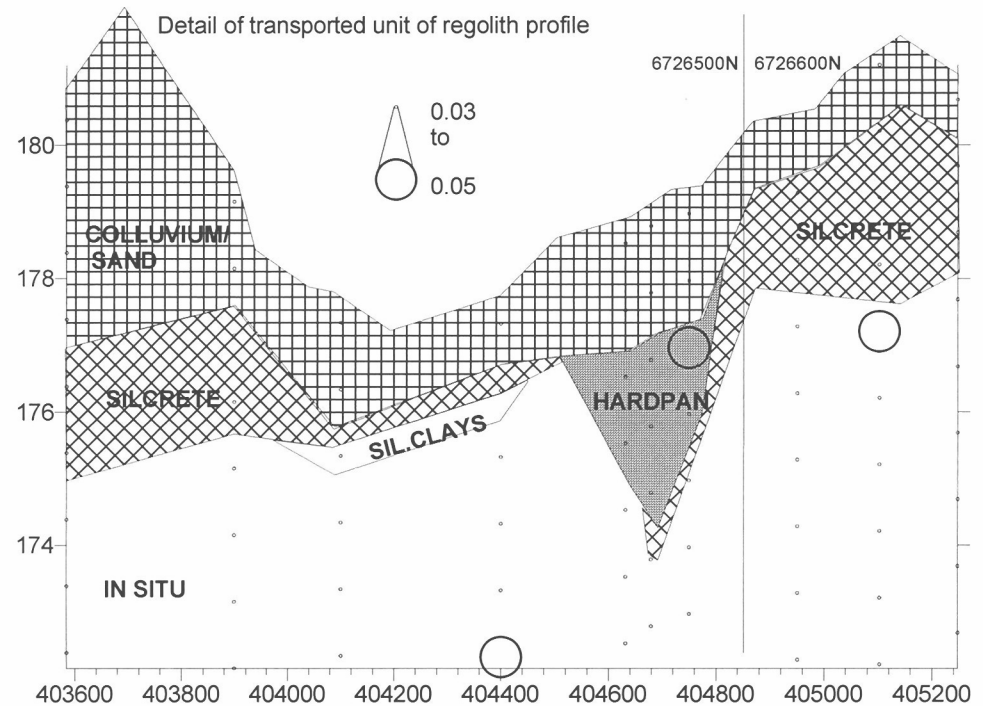 Detail of transported unit of regolith profile
6726500N 6726600N
0.03
to
0.05
180
178
176
174
COLLUVIUM/
SAND
SILCRETE
SILCRETE
SIL.CLAYS
HARDPAN
IN SITU
403600 403800 404000 404200 404400 404600 404800 405000 405200